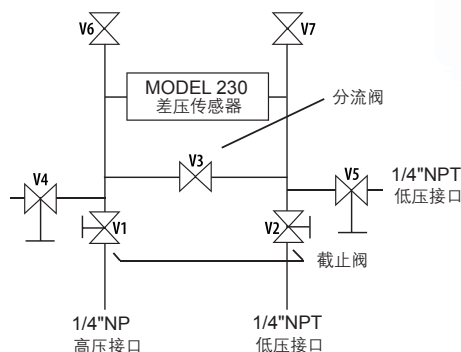 V6
V7
MODEL 230
差压传感器
分流阀
V3
V4
V5
1/4"NPT
低压接口
V1
V2
截止阀
1/4"NP
高压接口
1/4"NPT
低压接口